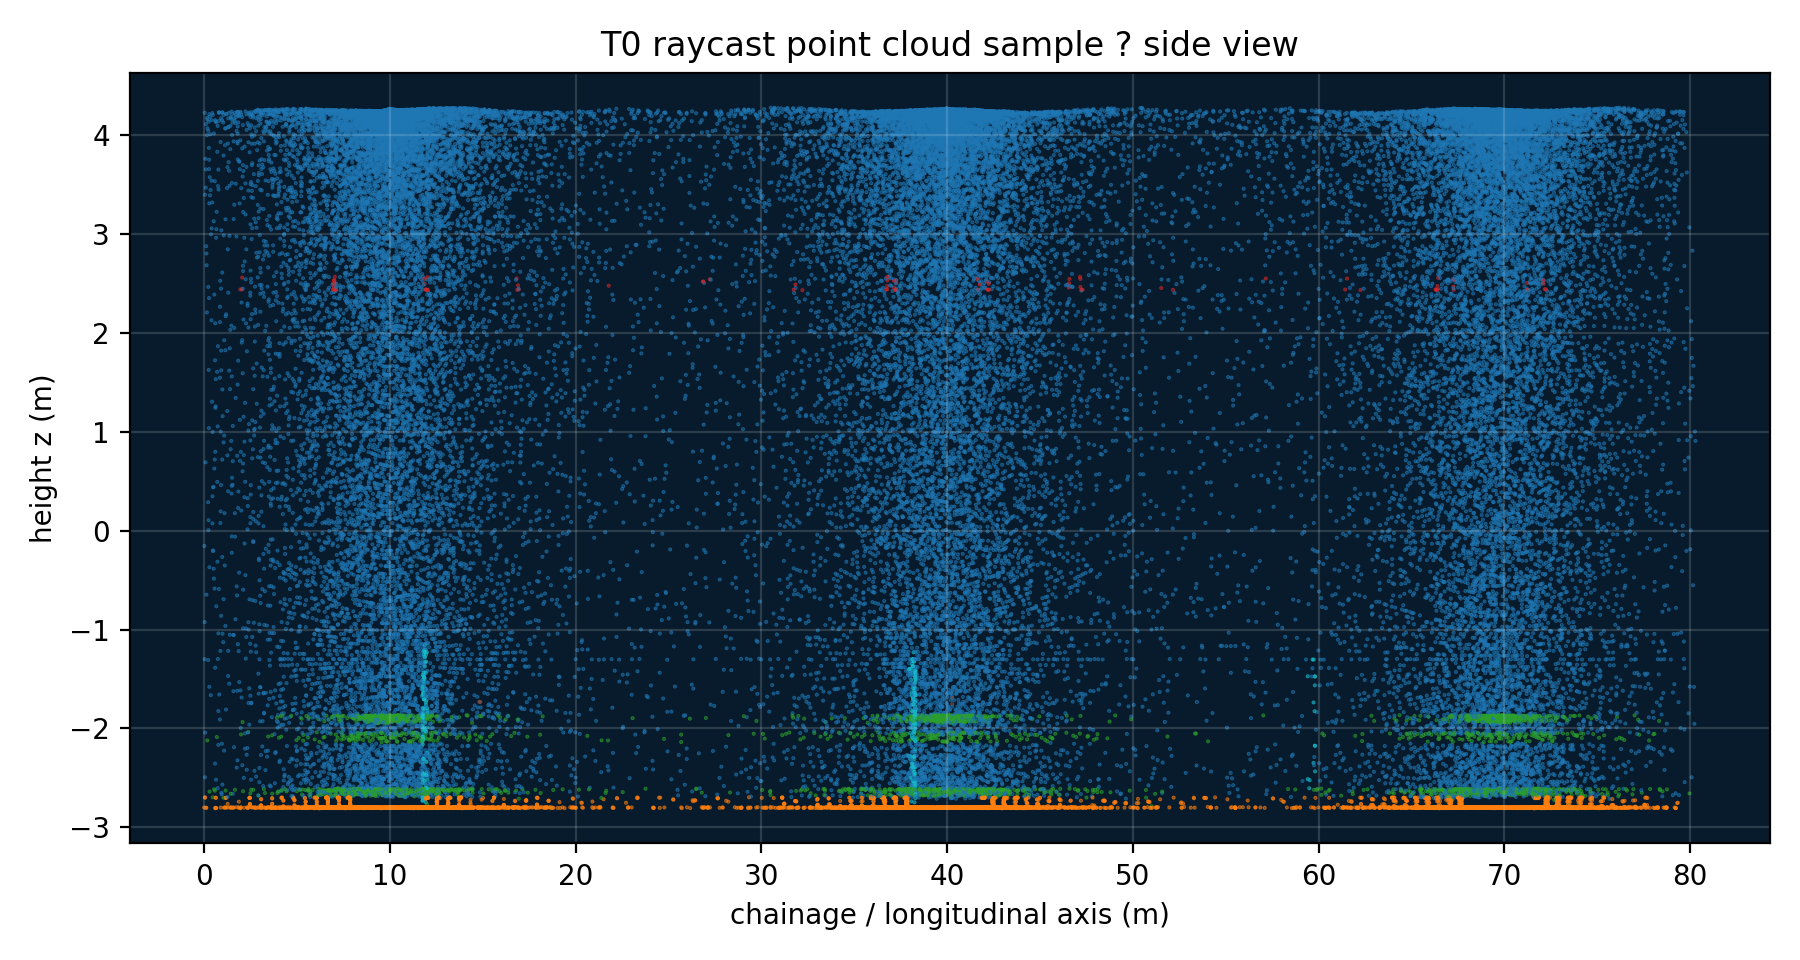 T0 raycast point cloud sample ? side view
4
3
2
1
0
−1
−2
−3
height z (m)
0 10 20 30 40 50 60 70 80
chainage / longitudinal axis (m)